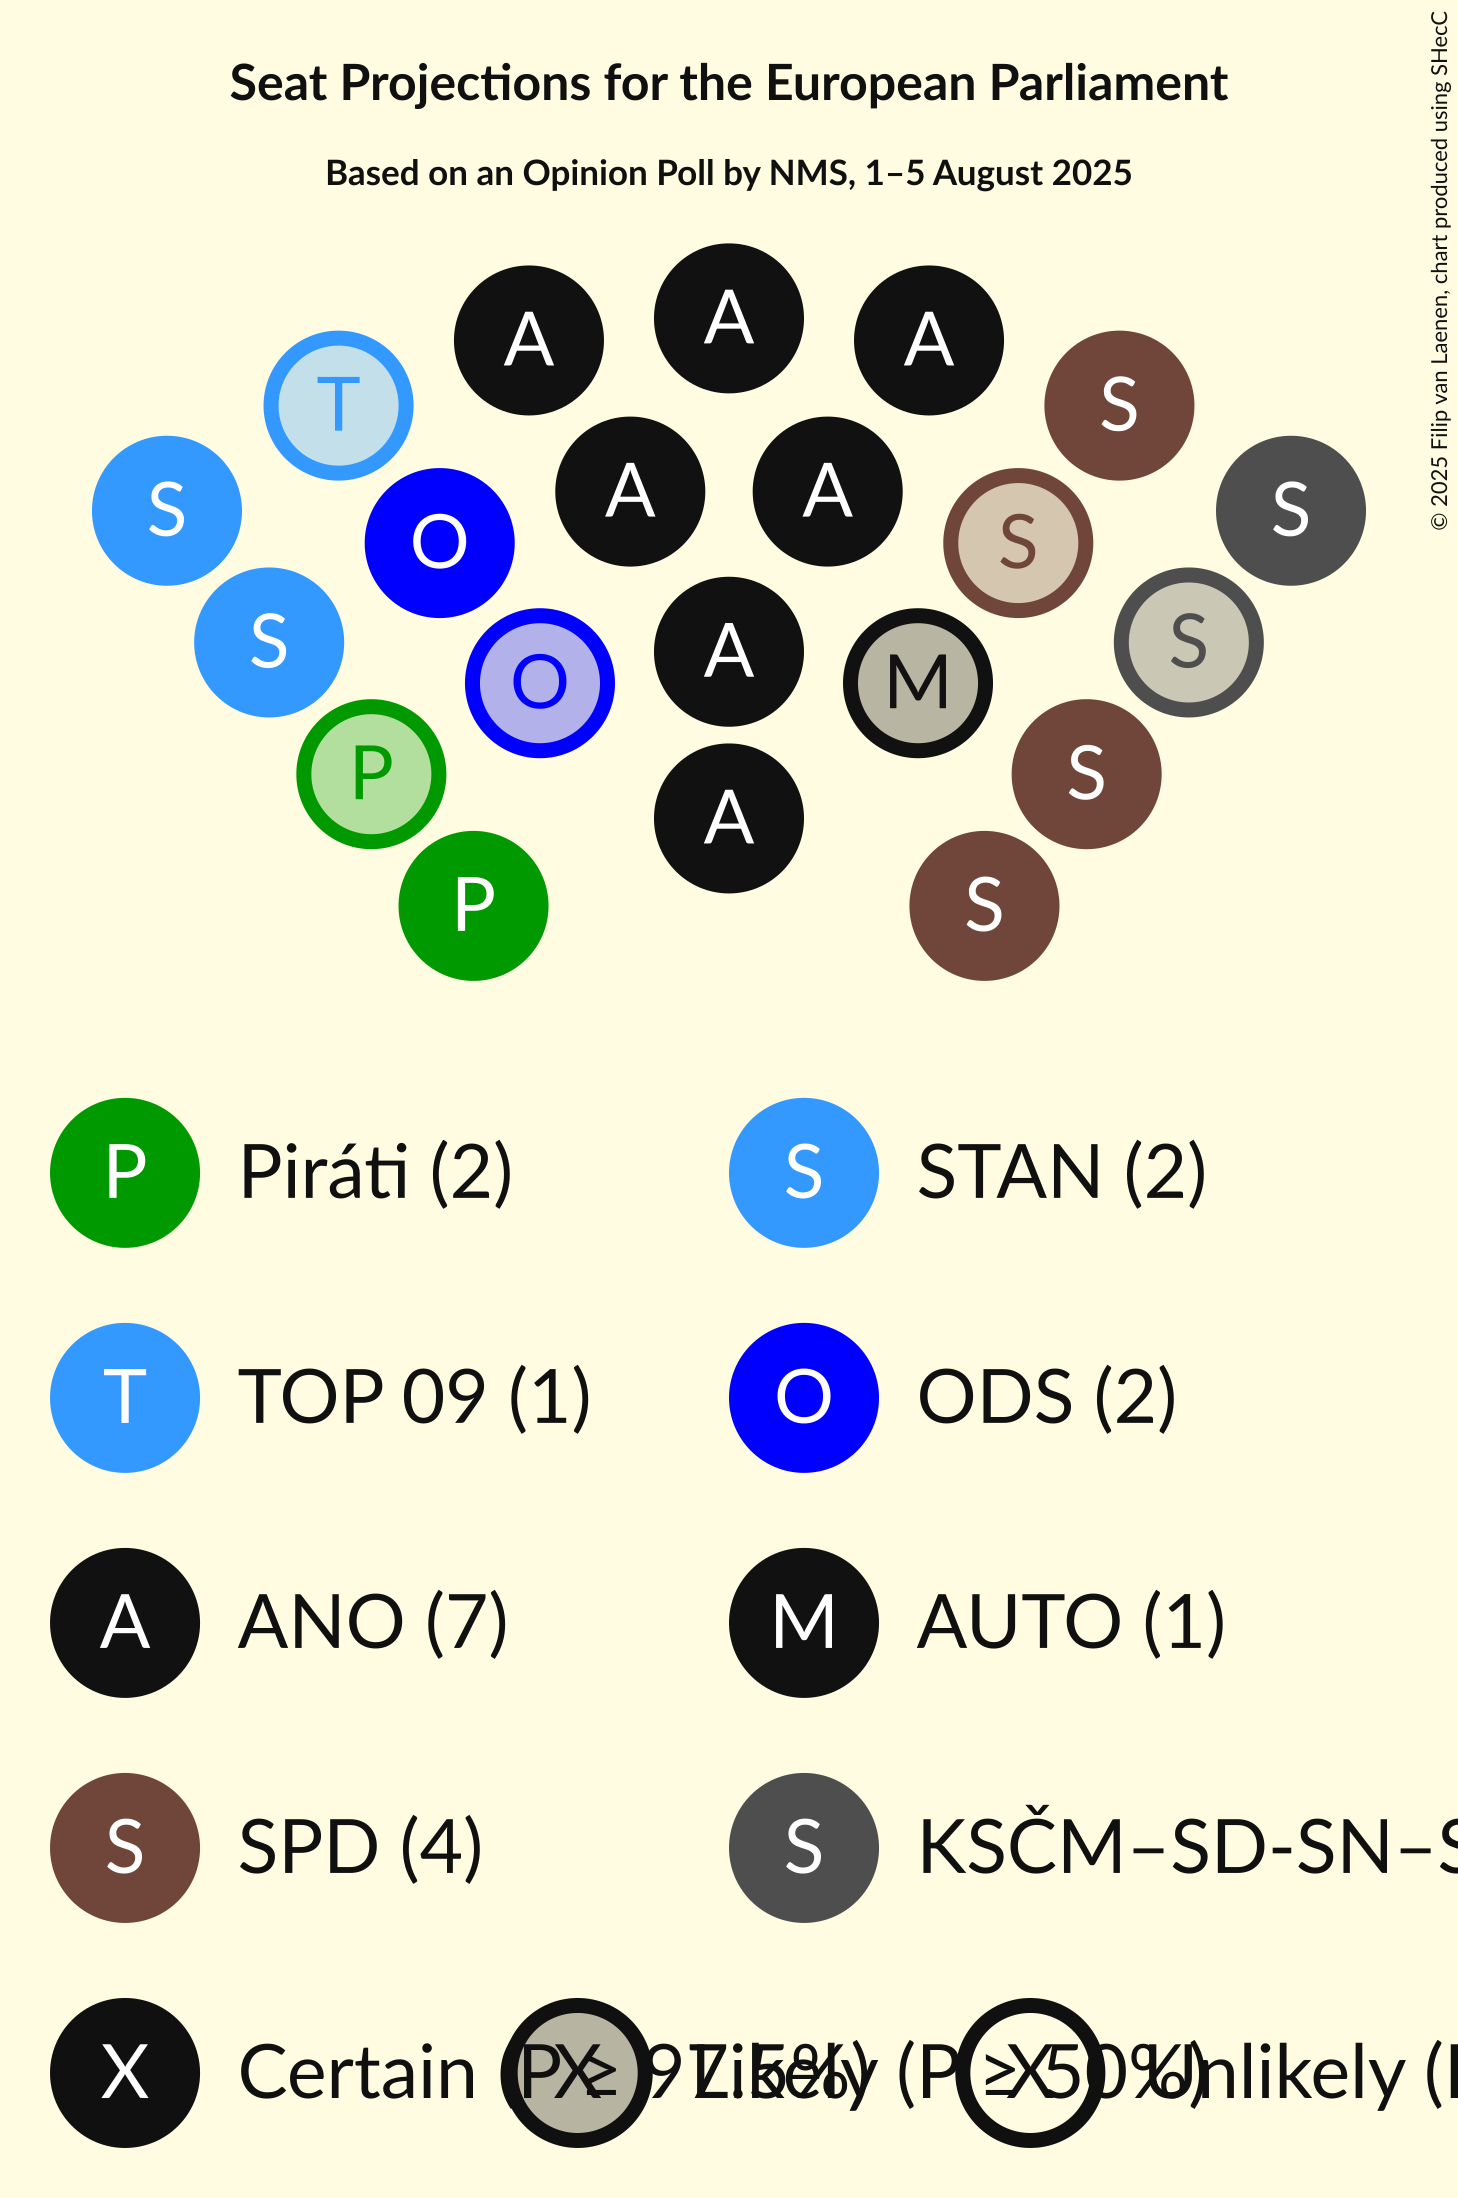 Seat Projections for the European Parliament
Based on an Opinion Poll by NMS, 1–5 August 2025
© 2025 Filip van Laenen, chart produced using SHecC
A
A
A
T
S
S
S
A
A
O
S
S
S
A
O
M
P
S
A
P
S
P Piráti (2)
S STAN (2)
T TOP 09 (1)
O ODS (2)
A ANO (7)
M AUTO (1)
S SPD (4)
S KSČM–SD-SN–S
X Certain (P ≥ 97.5%)
X Likely (P ≥ 50%)
X Unlikely (